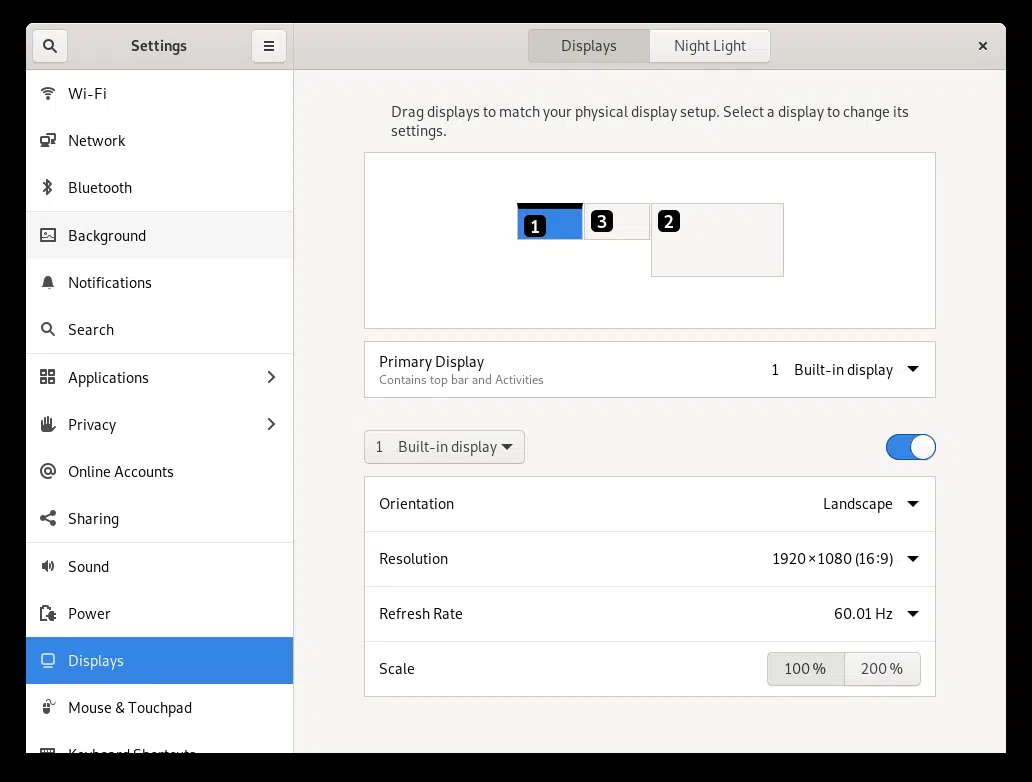 Settings
Displays
Night Light
Wi-Fi
Network
Bluetooth
Background
Notifications
Search
Applications
Privacy
Online Accounts
Sharing
Sound
Power
Displays
Mouse & Touchpad
Keyboard Shortcuts
Drag displays to match your physical display setup. Select a display to change its
settings.
1
3
2
Primary Display
Contains top bar and Activities
1 Built-in display
1 Built-in display
Orientation
Landscape
Resolution
1920×1080 (16:9)
Refresh Rate
60.01 Hz
Scale
100 %
200 %